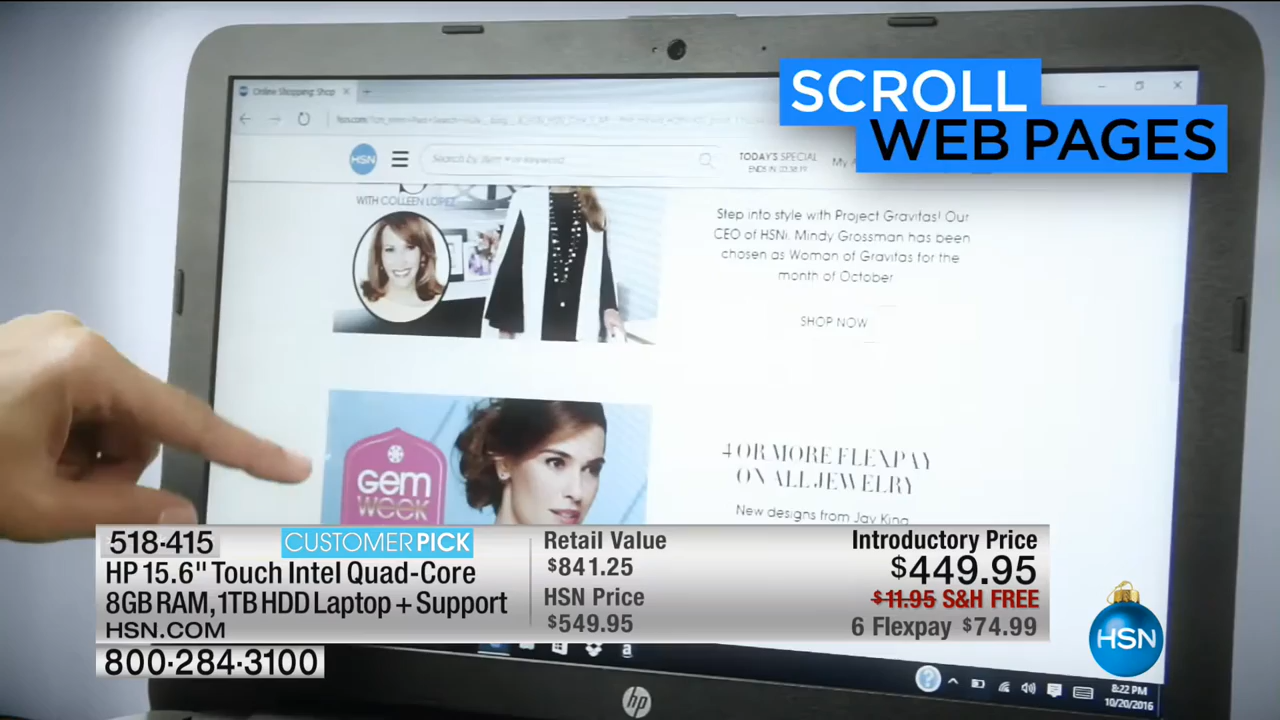 SCROLL
WEB PAGES
Online Shopping: Shop
HSN
TODAY'S SPECIAL
WITH COLLEEN LOPEZ
Step into style with Project Gravitas! Our
CEO of HSNi, Mindy Grossman has been
chosen as Woman of Gravitas for the
month of October
SHOP NOW
Gem
WEEK
4 OR MORE FLEXPAY
ON ALL JEWELRY
New designs from Jay King
518-415
CUSTOMER PICK
HP 15.6" Touch Intel Quad-Core
8GB RAM, 1TB HDD Laptop + Support
HSN.COM
800-284-3100
Retail Value
$841.25
HSN Price
$549.95
Introductory Price
$449.95
$11.95 S&H FREE
6 Flexpay $74.99
HSN
hp
8:22 PM
10/20/2016